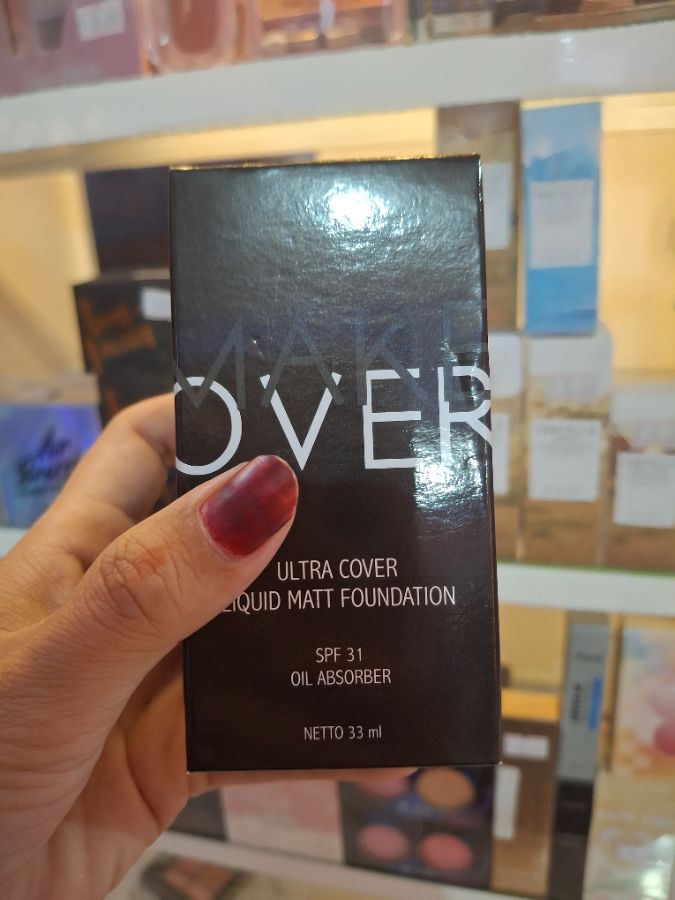 MAKE
OVER
ULTRA COVER
LIQUID MATT FOUNDATION
SPF 31
OIL ABSORBER
NETTO 33 ml